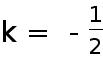 k = - 1/2